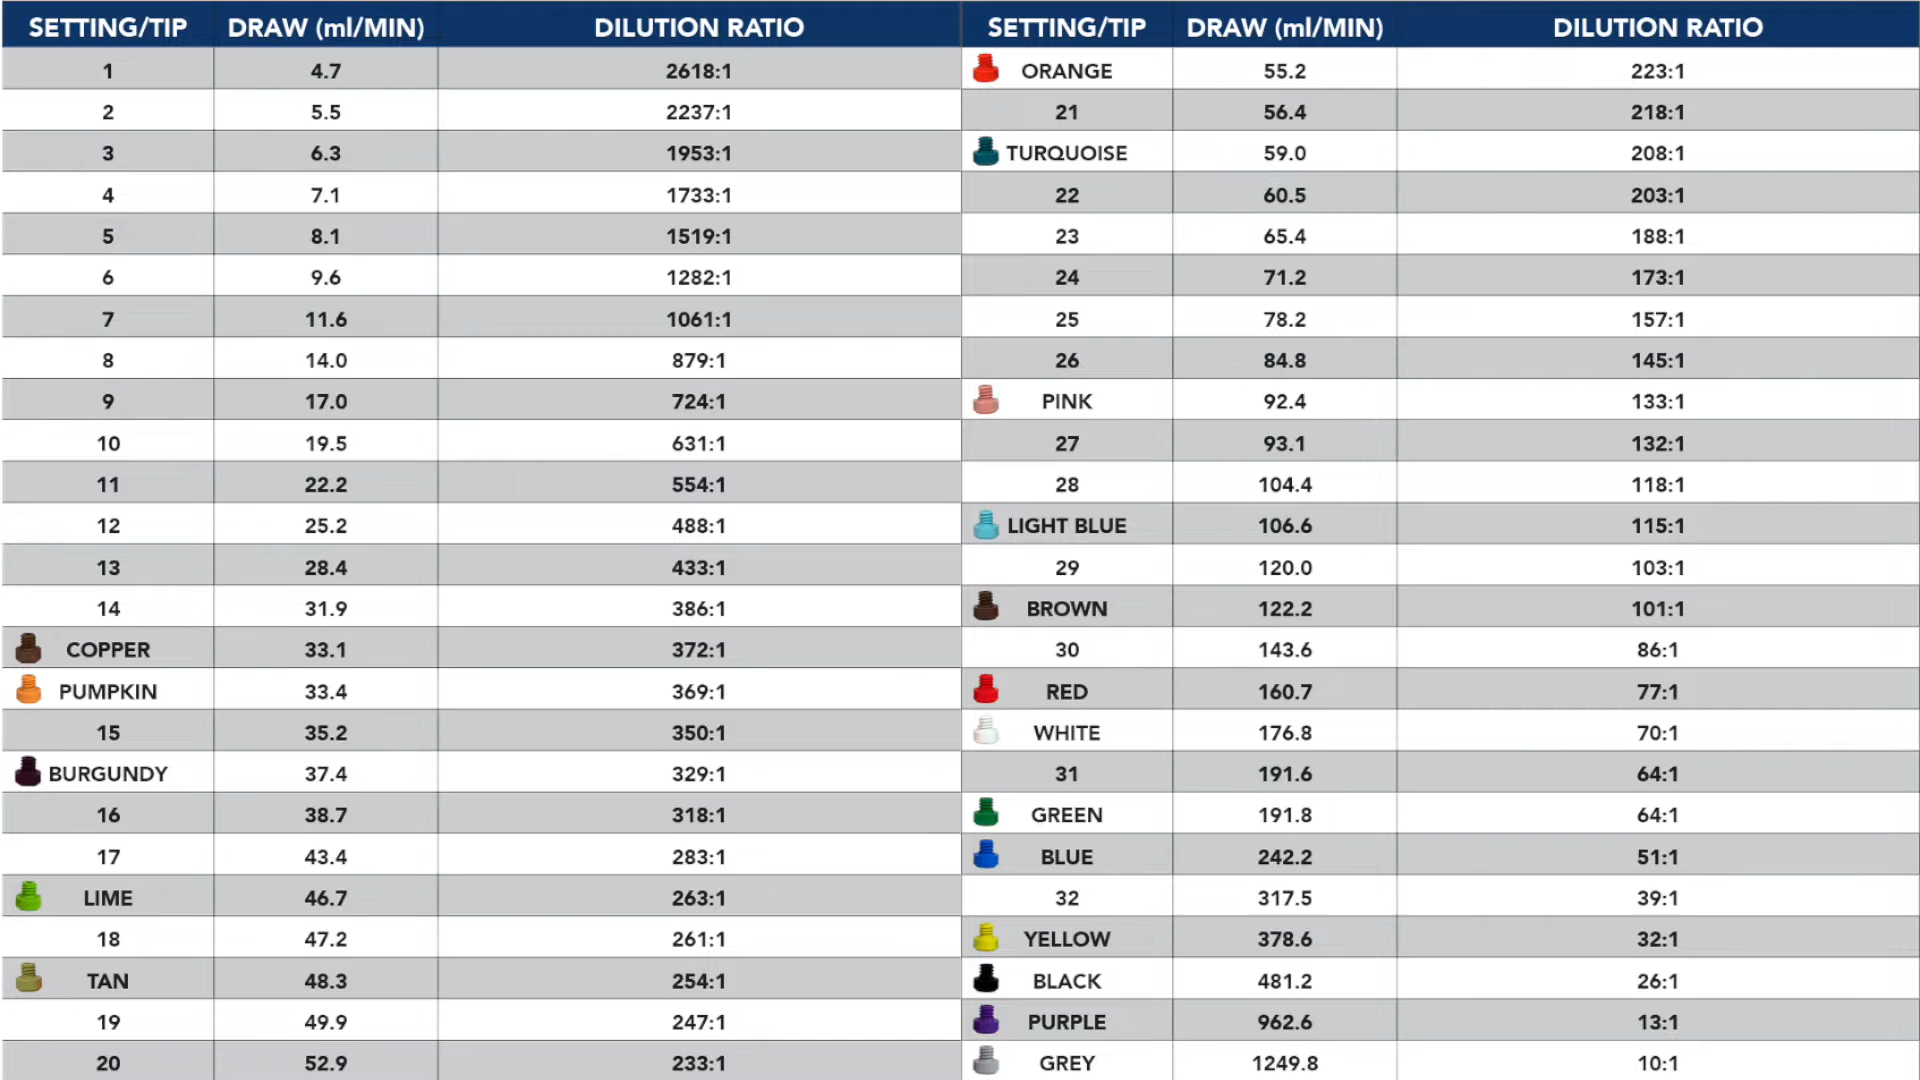 SETTING/TIP DRAW (ml/MIN) DILUTION RATIO SETTING/TIP DRAW (ml/MIN) DILUTION RATIO
1 4.7 2618:1 ORANGE 55.2 223:1
2 5.5 2237:1 21 56.4 218:1
3 6.3 1953:1 TURQUOISE 59.0 208:1
4 7.1 1733:1 22 60.5 203:1
5 8.1 1519:1 23 65.4 188:1
6 9.6 1282:1 24 71.2 173:1
7 11.6 1061:1 25 78.2 157:1
8 14.0 879:1 26 84.8 145:1
9 17.0 724:1 PINK 92.4 133:1
10 19.5 631:1 27 93.1 132:1
11 22.2 554:1 28 104.4 118:1
12 25.2 488:1 LIGHT BLUE 106.6 115:1
13 28.4 433:1 29 120.0 103:1
14 31.9 386:1 BROWN 122.2 101:1
COPPER 33.1 372:1 30 143.6 86:1
PUMPKIN 33.4 369:1 RED 160.7 77:1
15 35.2 350:1 WHITE 176.8 70:1
BURGUNDY 37.4 329:1 31 191.6 64:1
16 38.7 318:1 GREEN 191.8 64:1
17 43.4 283:1 BLUE 242.2 51:1
LIME 46.7 263:1 32 317.5 39:1
18 47.2 261:1 YELLOW 378.6 32:1
TAN 48.3 254:1 BLACK 481.2 26:1
19 49.9 247:1 PURPLE 962.6 13:1
20 52.9 233:1 GREY 1249.8 10:1